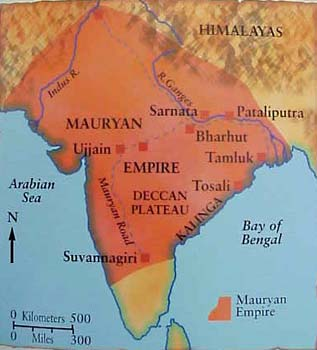 HIMALAYAS
Indus R.
R.Ganges
Sarnata
Pataliputra
MAURYAN
Bharhut
Ujjain
Tamluk
EMPIRE
Arabian
Sea
DECCAN
PLATEAU
Tosali
Mauryan Road
KALINGA
Bay of
Bengal
N
Suvannagiri
Mauryan
Empire
0 Kilometers 500
0 Miles 300